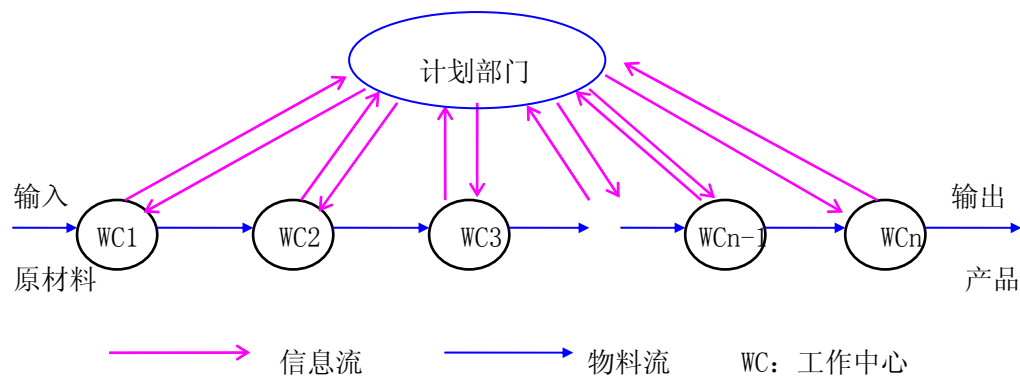 计划部门
输入
输出
WC1
WC2
WC3
WCn-1
WCn
原材料
产品
信息流
物料流
WC: 工作中心